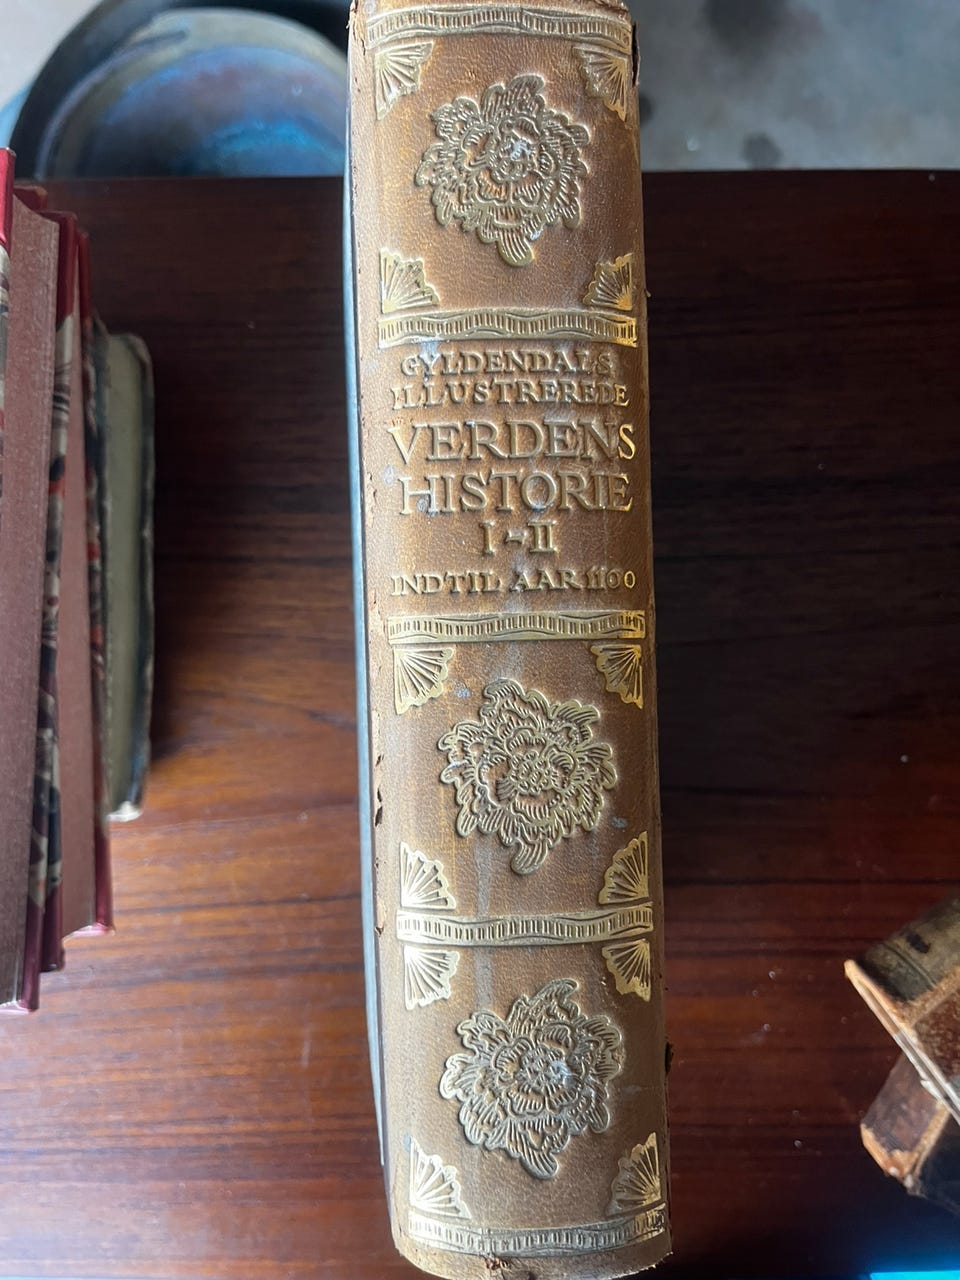 GYLDENDALS
ILLUSTREREDE
VERDENS
HISTORIE
I-II
INDTIL AAR 1100